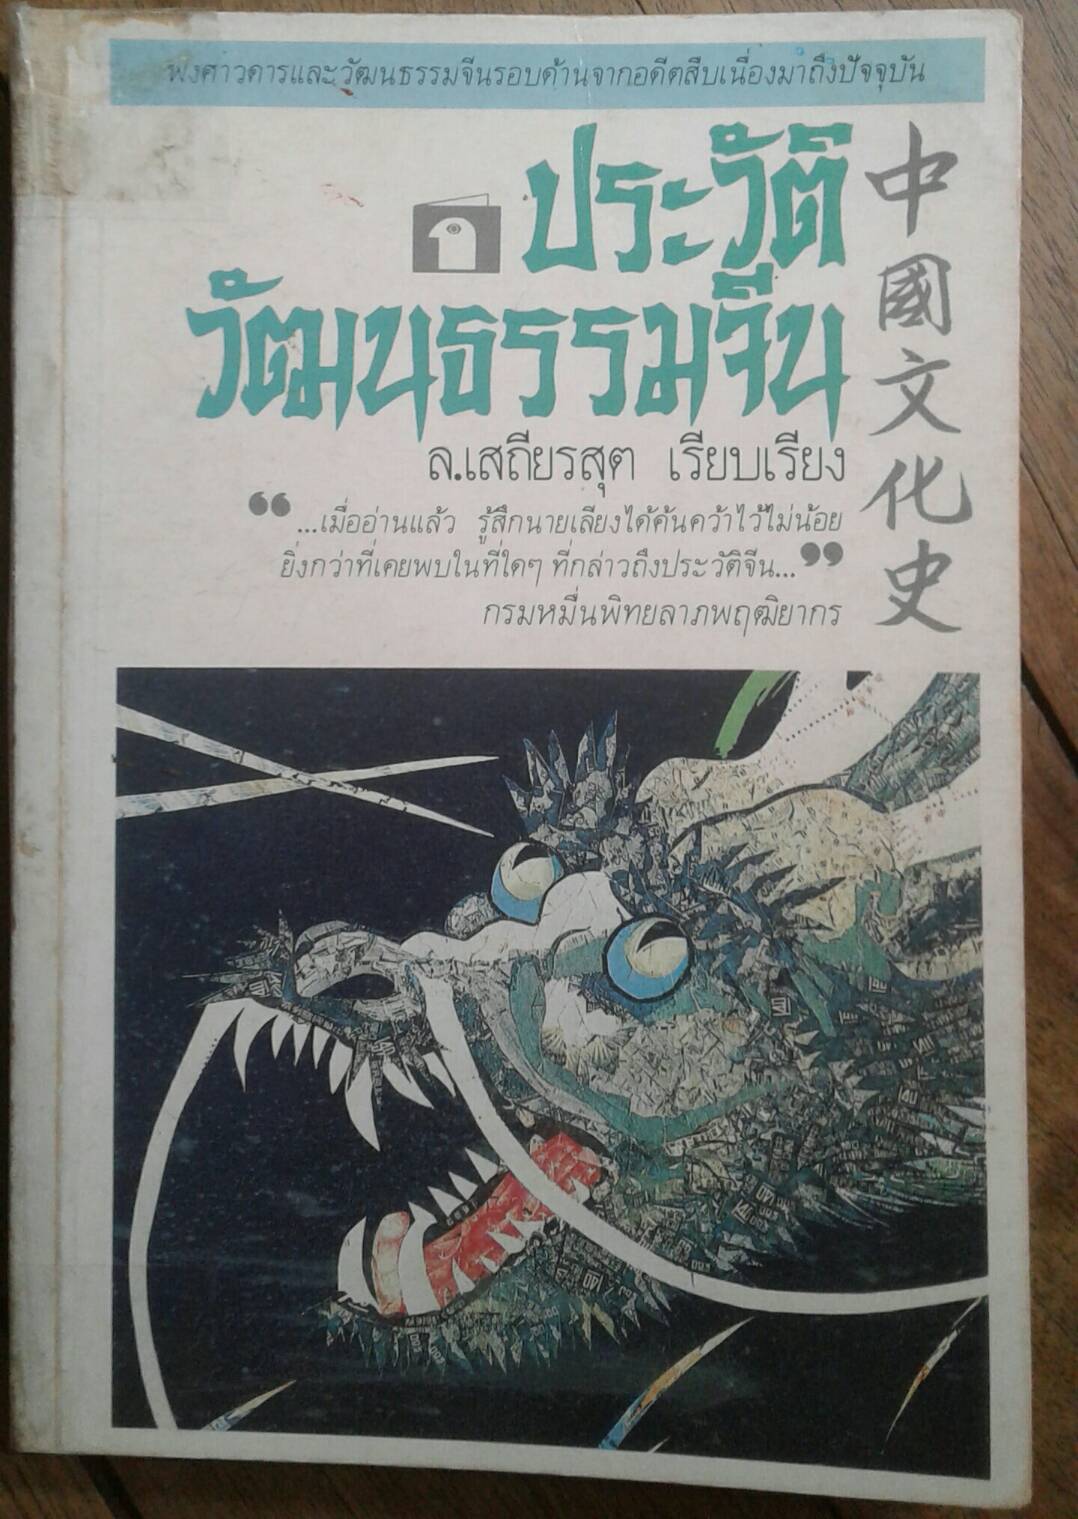 พงศาวดารและวัฒนธรรมจีนรอบด้านจากอดีตสืบเนื่องมาถึงปัจจุบัน
ประวัติ
วัฒนธรรมจีน
中國文化史
ล.เสถียรสุต เรียบเรียง
“...เมื่ออ่านแล้ว รู้สึกนายเลียงได้ค้นคว้าไว้ไม่น้อย
ยิ่งกว่าที่เคยพบในที่ใดๆ ที่กล่าวถึงประวัติจีน...”
กรมหมื่นพิทยลาภพฤฒิยากร